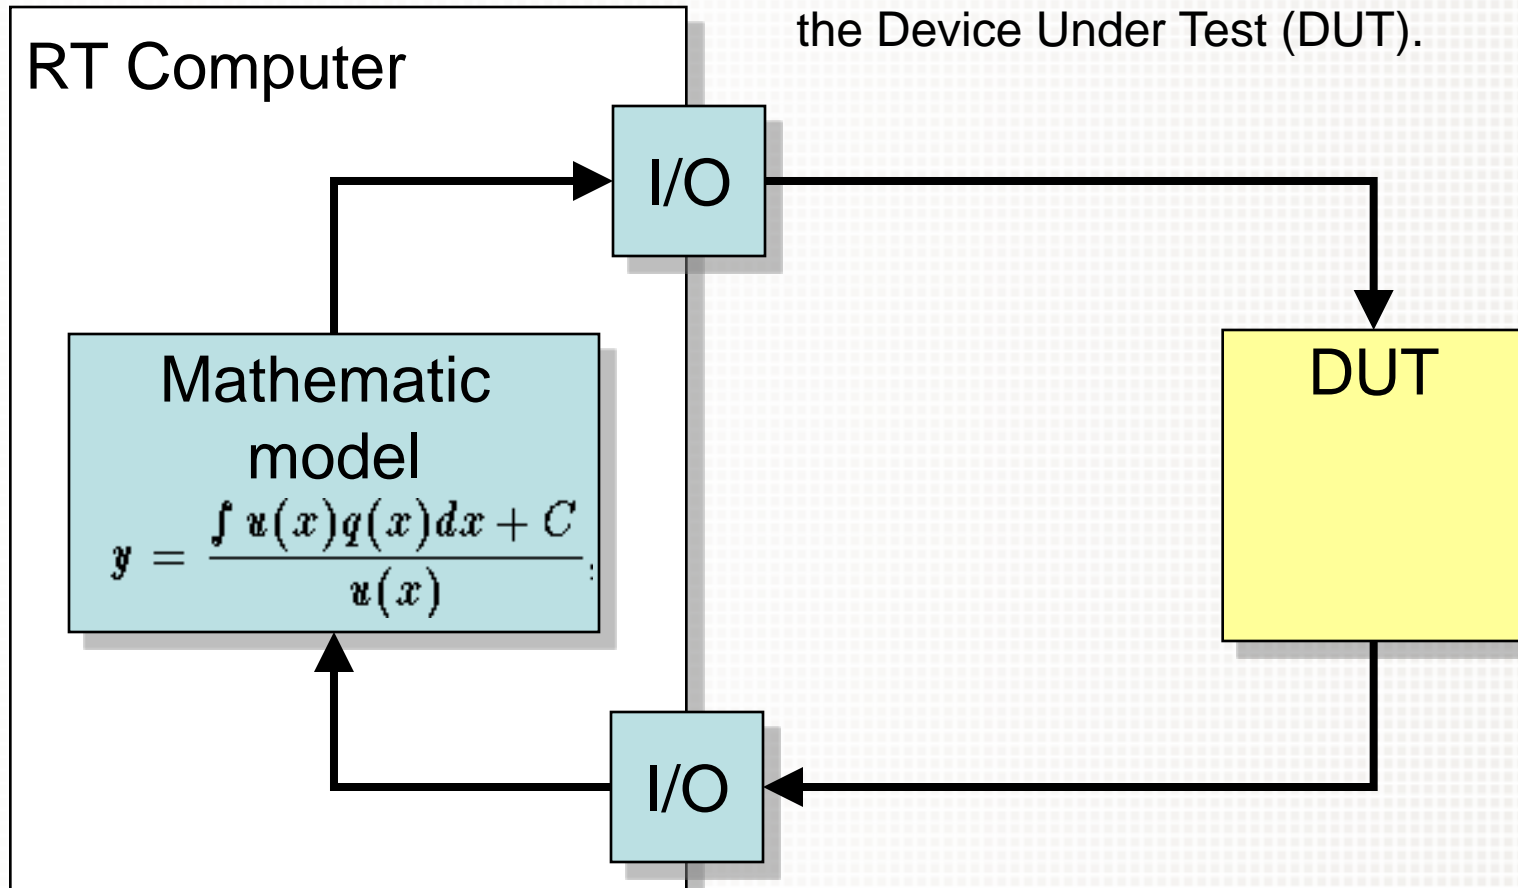 the Device Under Test (DUT).
RT Computer
I/O
Mathematic
model
y = ∫ u(x)q(x)dx + C / u(x)
DUT
I/O